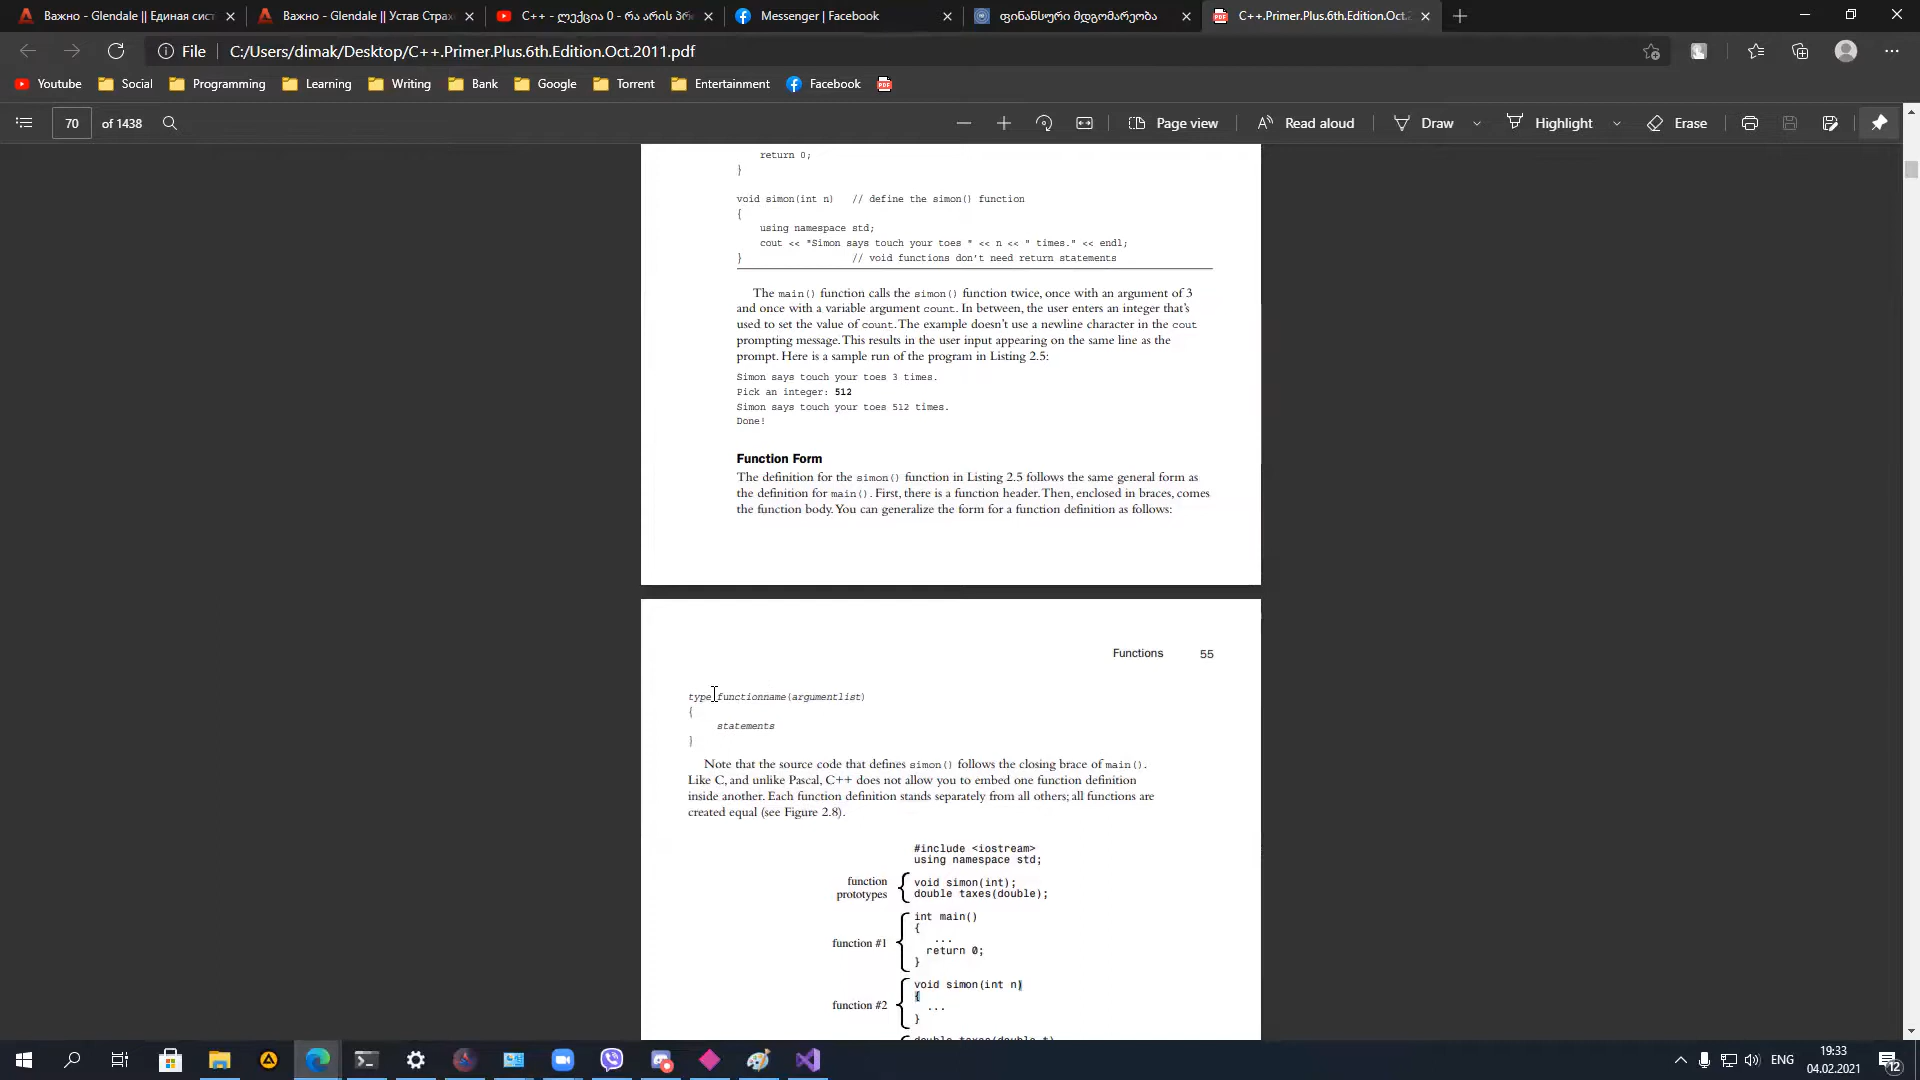 Важно - Glendale || Единая сист
Важно - Glendale || Устав Страх
C++ - ლექცია 0 - რა არის პრ
Messenger | Facebook
ფინანსური მდგომარეობა
C++.Primer.Plus.6th.Edition.Oct.2
File C:/Users/dimak/Desktop/C++.Primer.Plus.6th.Edition.Oct.2011.pdf
Youtube Social Programming Learning Writing Bank Google Torrent Entertainment Facebook
70 of 1438 Page view Read aloud Draw Highlight Erase
return 0;
}
void simon(int n) // define the simon() function
{
using namespace std;
cout << "Simon says touch your toes " << n << " times." << endl;
} // void functions don't need return statements
The main() function calls the simon() function twice, once with an argument of 3
and once with a variable argument count. In between, the user enters an integer that's
used to set the value of count. The example doesn't use a newline character in the cout
prompting message. This results in the user input appearing on the same line as the
prompt. Here is a sample run of the program in Listing 2.5:
Simon says touch your toes 3 times.
Pick an integer: 512
Simon says touch your toes 512 times.
Done!
Function Form
The definition for the simon() function in Listing 2.5 follows the same general form as
the definition for main(). First, there is a function header. Then, enclosed in braces, comes
the function body. You can generalize the form for a function definition as follows:
Functions 55
type functionname(argumentlist)
{
statements
}
Note that the source code that defines simon() follows the closing brace of main().
Like C, and unlike Pascal, C++ does not allow you to embed one function definition
inside another. Each function definition stands separately from all others; all functions are
created equal (see Figure 2.8).
#include <iostream>
using namespace std;
function
prototypes
void simon(int);
double taxes(double);
function #1
int main()
{
...
return 0;
}
function #2
void simon(int n)
{
...
}
double taxes(double t)
ENG
19:33
04.02.2021
12